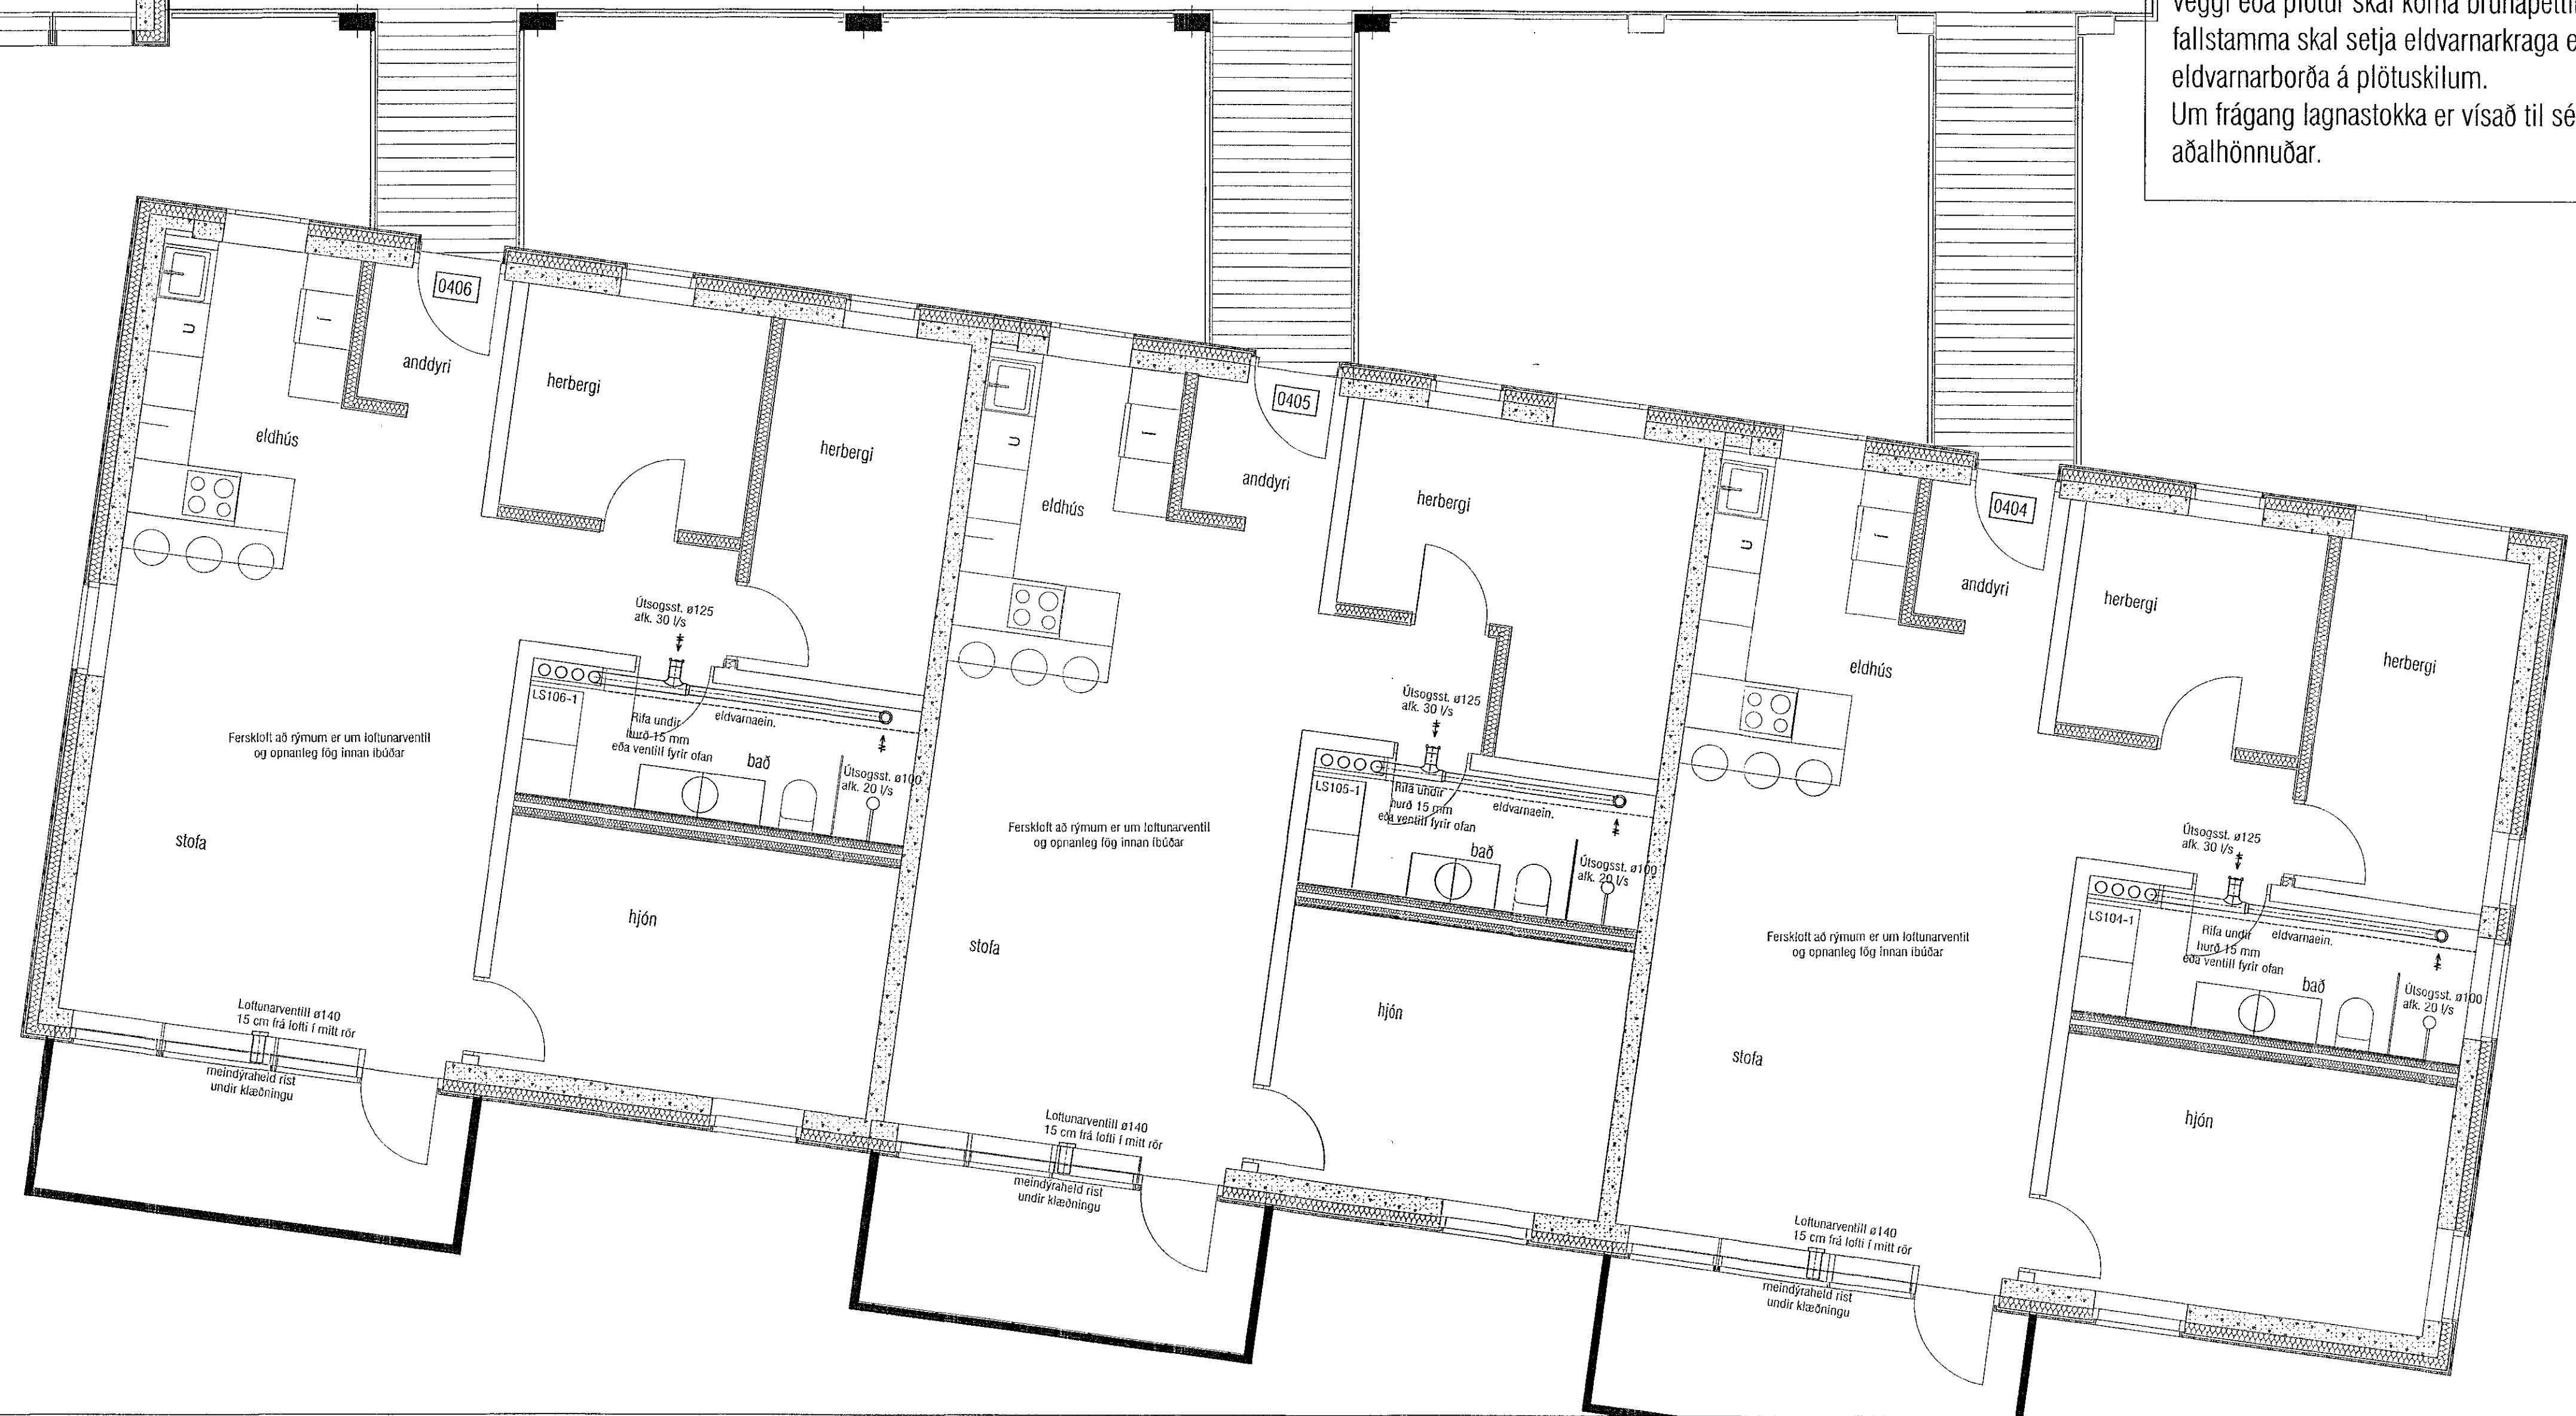 veggi eða plötur skal koma
fallstamma skal setja eldvarnarkraga
eldvarnarborða á plötuskilum.
Um frágang lagnastokka er vísað til
aðalhönnuðar.
0406
anddyri
herbergi
herbergi
eldhús
U
Í
Útsogsst. ø125
afk. 30 l/s
LS106-1
Rifa undir
hurð 15 mm
eða ventill fyrir ofan
eldvarnaein.
bað
Útsogsst. ø100
afk. 20 l/s
Ferskloft að rýmum er um loftunarventil
og opnanleg fög innan íbúðar
stofa
hjón
Loftunarventill ø140
15 cm frá lofti í mitt rör
meindýraheld rist
undir klæðningu
0405
anddyri
herbergi
eldhús
U
Í
Útsogsst. ø125
afk. 30 l/s
LS105-1
Rifa undir
hurð 15 mm
eða ventill fyrir ofan
eldvarnaein.
bað
Útsogsst. ø100
afk. 20 l/s
Ferskloft að rýmum er um loftunarventil
og opnanleg fög innan íbúðar
stofa
hjón
Loftunarventill ø140
15 cm frá lofti í mitt rör
meindýraheld rist
undir klæðningu
0404
anddyri
herbergi
herbergi
eldhús
U
Í
Útsogsst. ø125
afk. 30 l/s
LS104-1
Rifa undir
hurð 15 mm
eða ventill fyrir ofan
eldvarnaein.
bað
Útsogsst. ø100
afk. 20 l/s
Ferskloft að rýmum er um loftunarventil
og opnanleg fög innan íbúðar
stofa
hjón
Loftunarventill ø140
15 cm frá lofti í mitt rör
meindýraheld rist
undir klæðningu